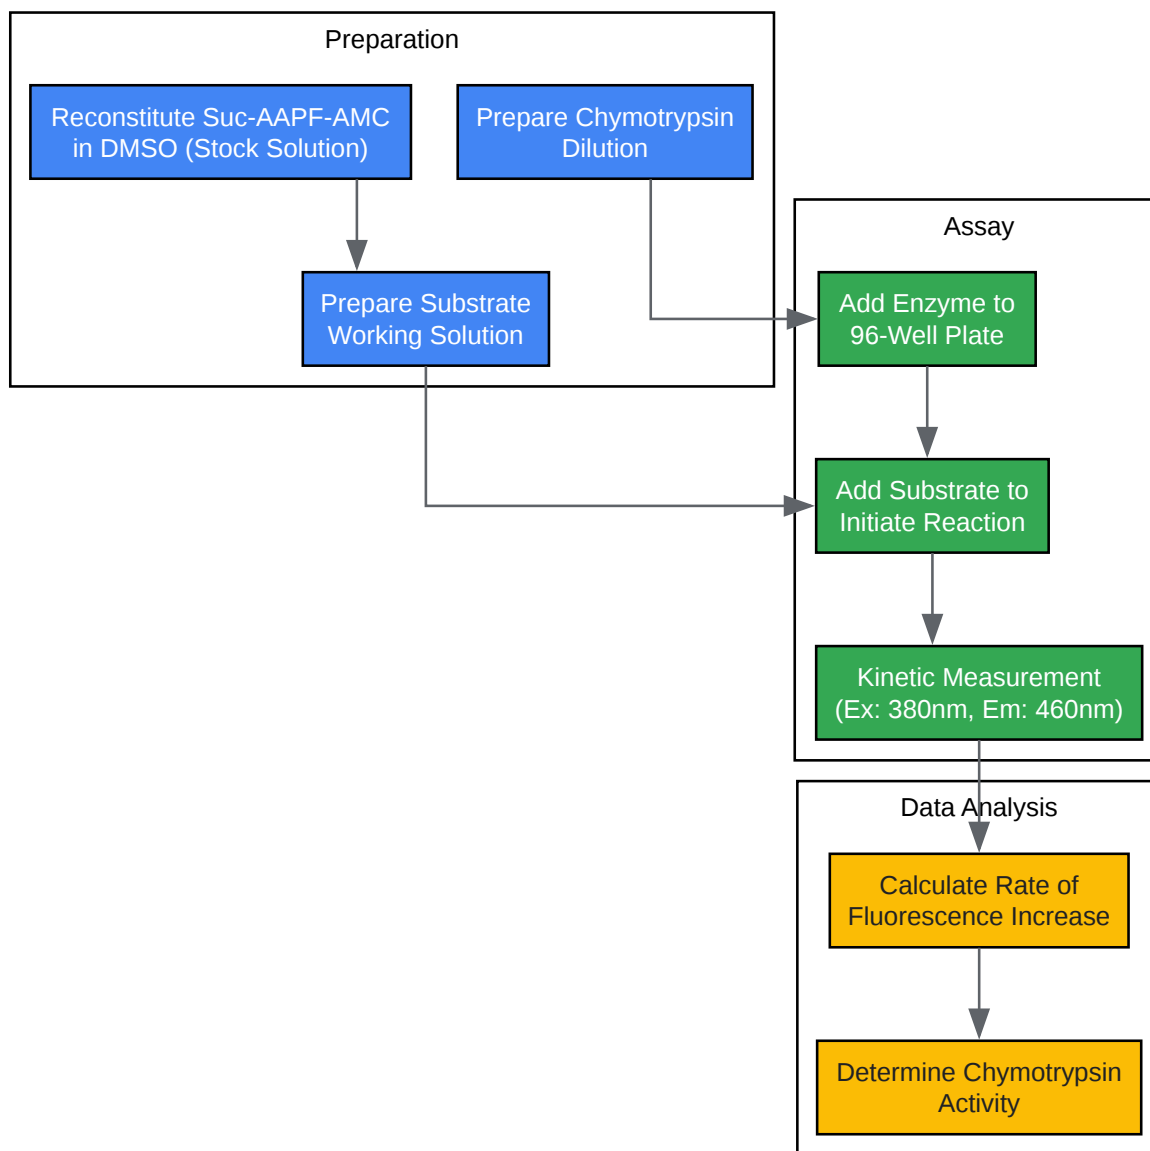 Preparation
Reconstitute Suc-AAPF-AMC
in DMSO (Stock Solution)
Prepare Chymotrypsin
Dilution
Prepare Substrate
Working Solution
Assay
Add Enzyme to
96-Well Plate
Add Substrate to
Initiate Reaction
Kinetic Measurement
(Ex: 380nm, Em: 460nm)
Data Analysis
Calculate Rate of
Fluorescence Increase
Determine Chymotrypsin
Activity